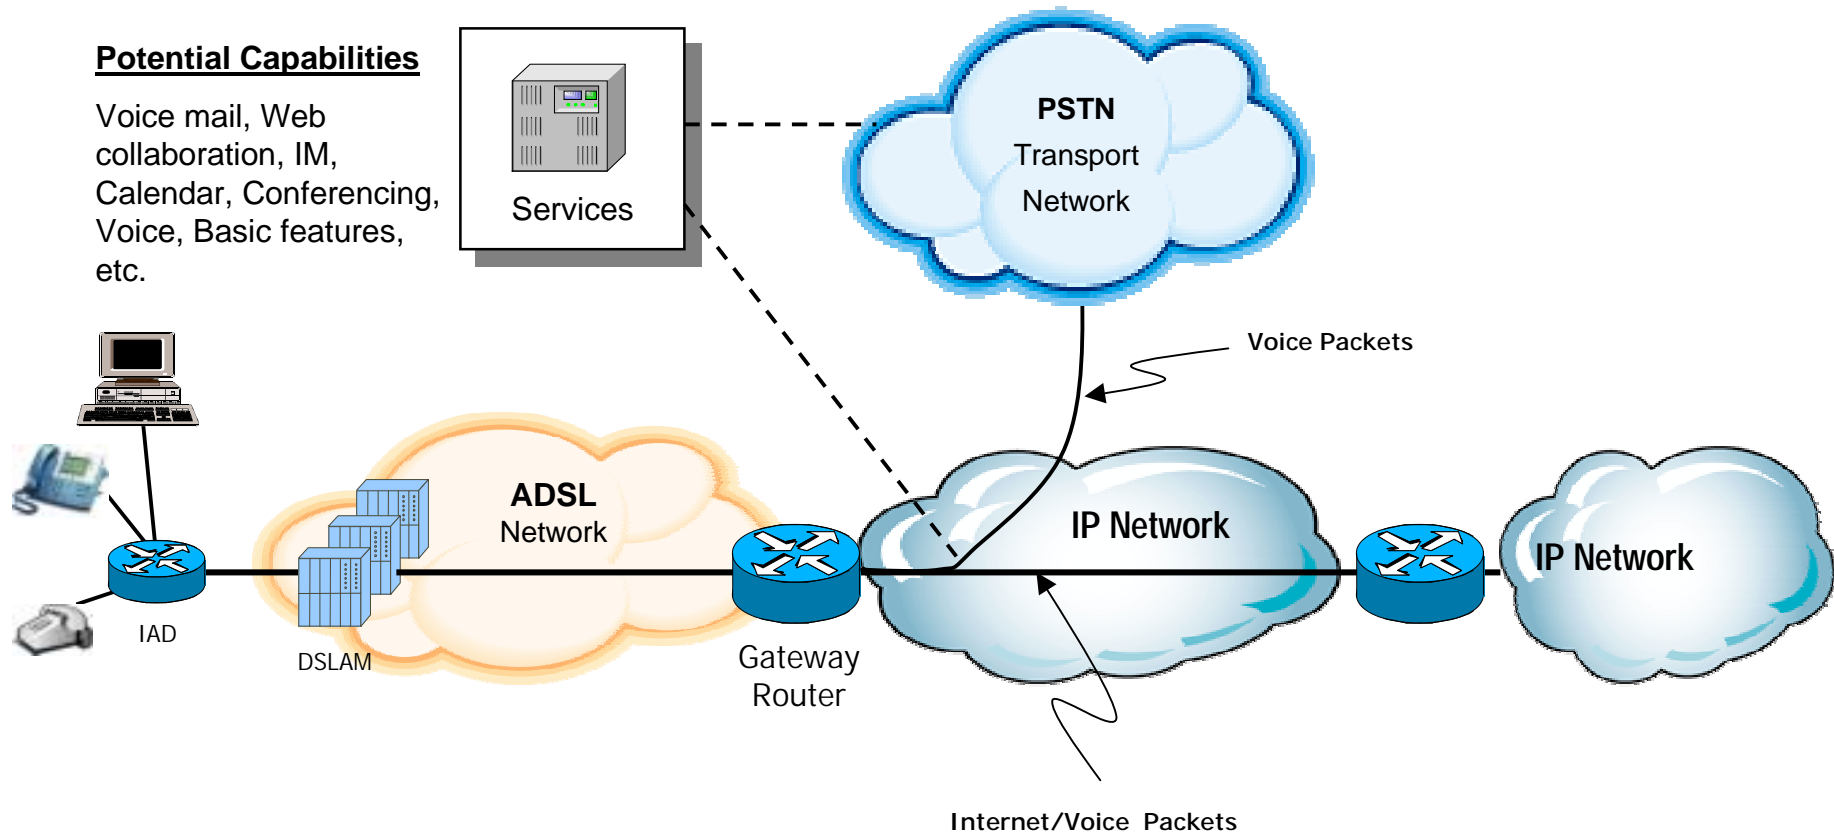 Potential Capabilities
Voice mail, Web
collaboration, IM,
Calendar, Conferencing,
Voice, Basic features,
etc.
Services
PSTN
Transport
Network
Voice Packets
ADSL
Network
IP Network
IP Network
IAD
DSLAM
Gateway
Router
Internet/Voice Packets